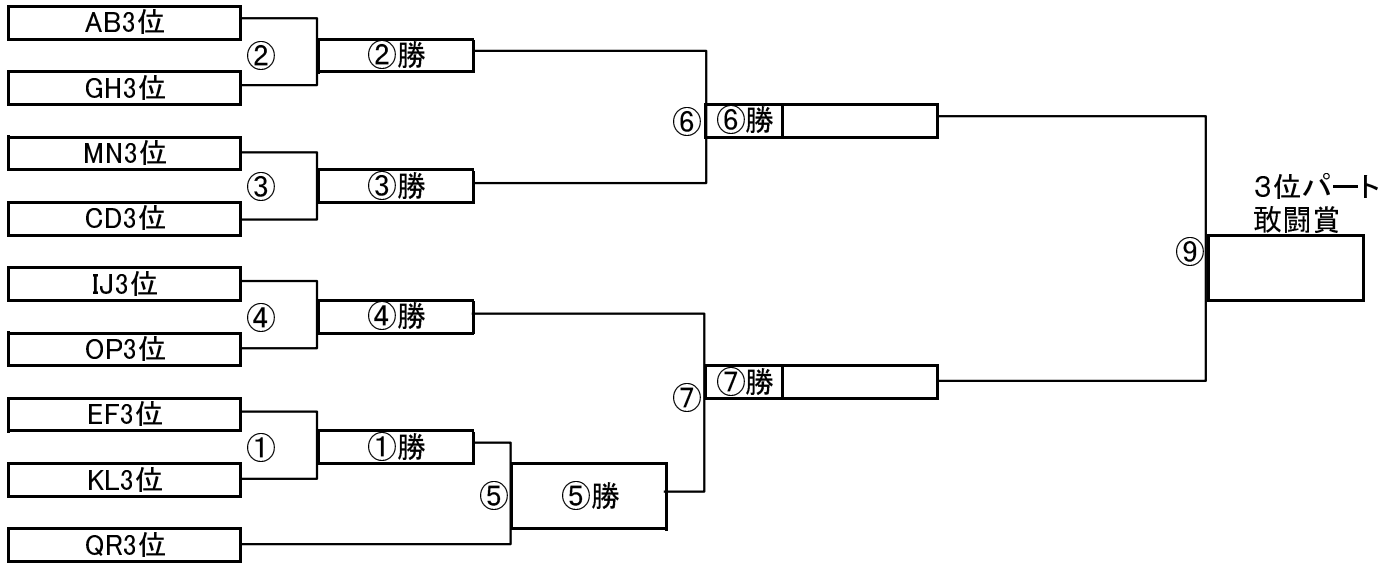 AB3位
②
②勝
GH3位
⑥
⑥勝
MN3位
③
③勝
CD3位
3位パート
敢闘賞
⑨
IJ3位
④
④勝
OP3位
⑦
⑦勝
EF3位
①
①勝
KL3位
⑤
⑤勝
QR3位